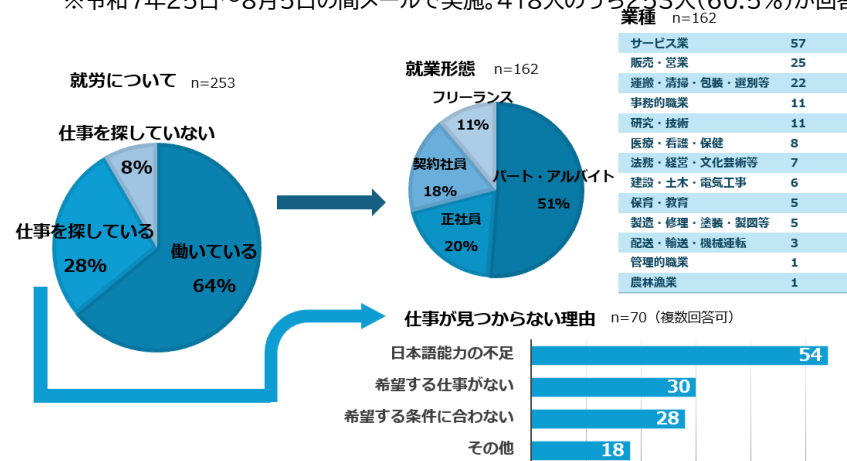 ※令和7年25日～8月5日の間メールで実施。418人のうち253人（60.5%）が回答
就労について n=253
仕事を探していない
8%
仕事を探している
28%
働いている
64%
就業形態 n=162
フリーランス
11%
契約社員
18%
正社員
20%
パート・アルバイト
51%
業種 n=162
サービス業 57
販売・営業 25
運搬・清掃・包装・選別等 22
事務的職業 11
研究・技術 11
医療・看護・保健 8
法務・経営・文化芸術等 7
建設・土木・電気工事 6
保育・教育 5
製造・修理・塗装・製図等 5
配送・輸送・機械運転 3
管理的職業 1
農林漁業 1
仕事が見つからない理由 n=70（複数回答可）
日本語能力の不足 54
希望する仕事がない 30
希望する条件に合わない 28
その他 18